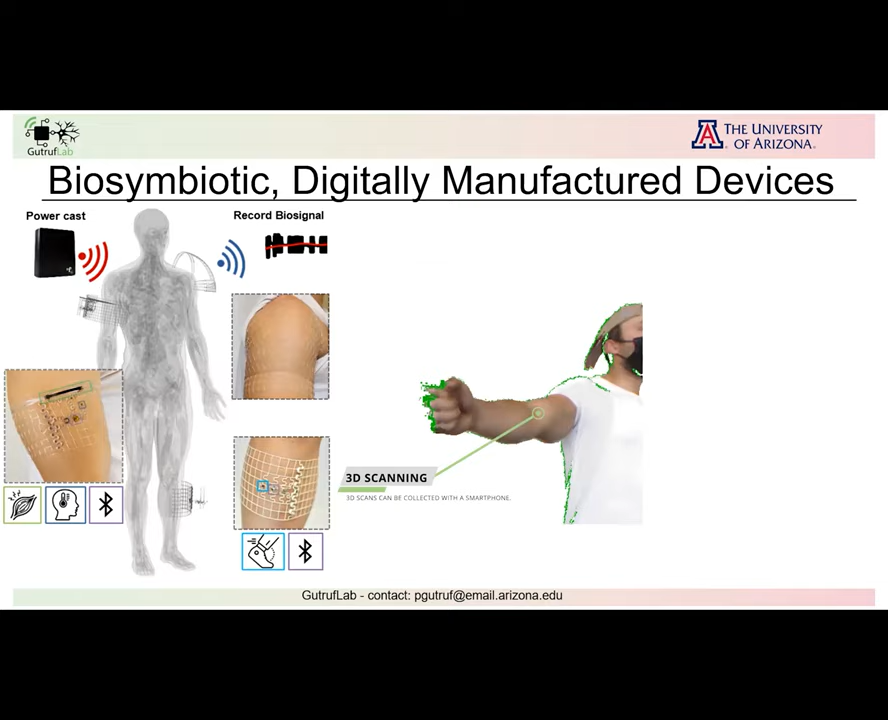 GutrufLab
THE UNIVERSITY
OF ARIZONA
Biosymbiotic, Digitally Manufactured Devices
Power cast
Record Biosignal
3D SCANNING
3D SCANS CAN BE COLLECTED WITH A SMARTPHONE.
GutrufLab - contact: pgutruf@email.arizona.edu